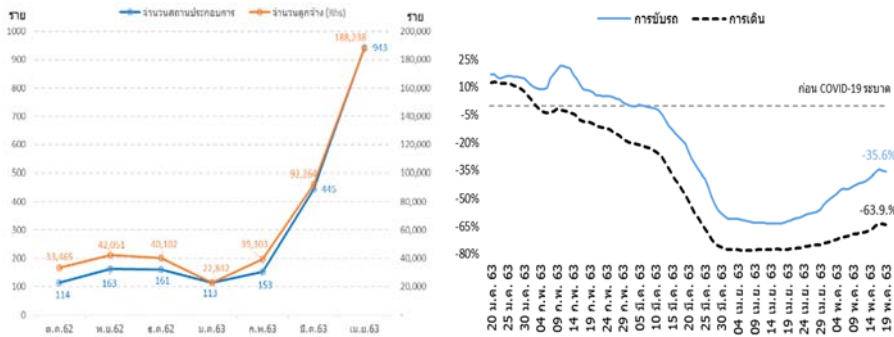 ราย
จำนวนสถานประกอบการ
จำนวนลูกจ้าง (Rhs)
ราย
1000
900
800
700
600
500
400
300
200
100
0
200,000
180,000
160,000
140,000
120,000
100,000
80,000
60,000
40,000
20,000
-
33,465
42,051
40,102
22,842
39,303
92,264
188,238
114
163
161
113
153
445
943
ต.ค.62
พ.ย.62
ธ.ค.62
ม.ค.63
ก.พ.63
มี.ค.63
เม.ย.63
การขับรถ
การเดิน
25%
10%
-5%
-20%
-35%
-50%
-65%
-80%
ก่อน COVID-19 ระบาด
-35.6%
-63.9.%
20 ม.ค. 63
25 ม.ค. 63
30 ม.ค. 63
04 ก.พ. 63
09 ก.พ. 63
14 ก.พ. 63
19 ก.พ. 63
24 ก.พ. 63
29 ก.พ. 63
05 มี.ค. 63
10 มี.ค. 63
15 มี.ค. 63
20 มี.ค. 63
25 มี.ค. 63
30 มี.ค. 63
04 เม.ย. 63
09 เม.ย. 63
14 เม.ย. 63
19 เม.ย. 63
24 เม.ย. 63
29 เม.ย. 63
04 พ.ค. 63
09 พ.ค. 63
14 พ.ค. 63
19 พ.ค. 63